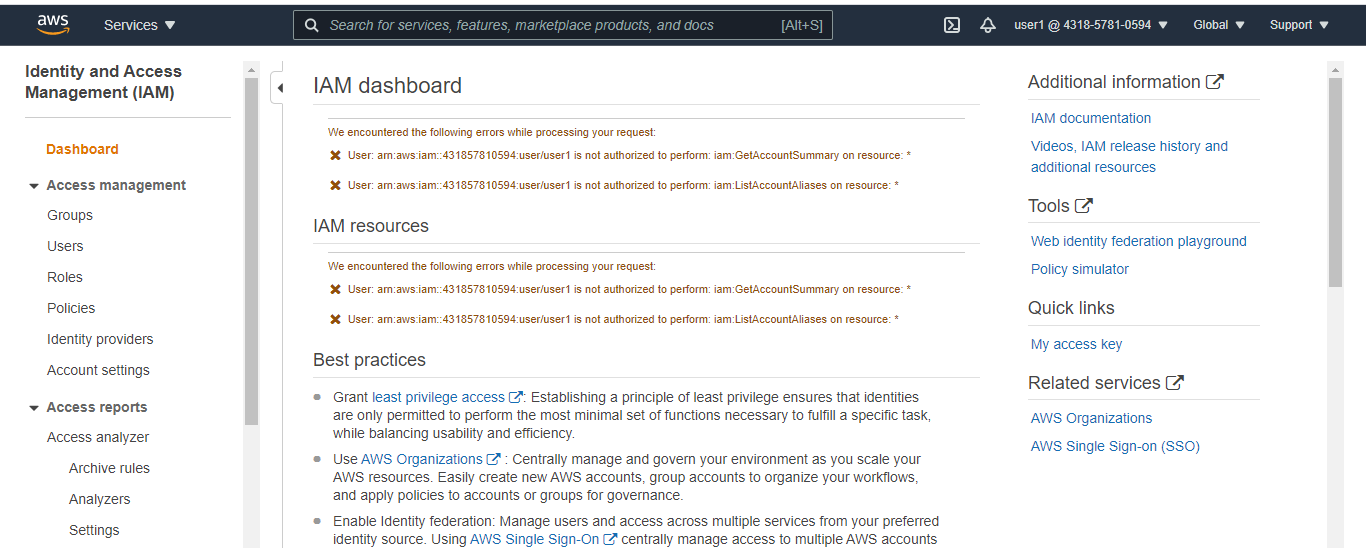 aws
Services
Search for services, features, marketplace products, and docs
[Alt+S]
user1 @ 4318-5781-0594
Global
Support
Identity and Access
Management (IAM)
Dashboard
Access management
Groups
Users
Roles
Policies
Identity providers
Account settings
Access reports
Access analyzer
Archive rules
Analyzers
Settings
IAM dashboard
We encountered the following errors while processing your request:
User: arn:aws:iam::431857810594:user/user1 is not authorized to perform: iam:GetAccountSummary on resource: *
User: arn:aws:iam::431857810594:user/user1 is not authorized to perform: iam:ListAccountAliases on resource: *
IAM resources
We encountered the following errors while processing your request:
User: arn:aws:iam::431857810594:user/user1 is not authorized to perform: iam:GetAccountSummary on resource: *
User: arn:aws:iam::431857810594:user/user1 is not authorized to perform: iam:ListAccountAliases on resource: *
Best practices
Grant least privilege access : Establishing a principle of least privilege ensures that identities
are only permitted to perform the most minimal set of functions necessary to fulfill a specific task,
while balancing usability and efficiency.
Use AWS Organizations : Centrally manage and govern your environment as you scale your
AWS resources. Easily create new AWS accounts, group accounts to organize your workflows,
and apply policies to accounts or groups for governance.
Enable Identity federation: Manage users and access across multiple services from your preferred
identity source. Using AWS Single Sign-On centrally manage access to multiple AWS accounts
Additional information
IAM documentation
Videos, IAM release history and
additional resources
Tools
Web identity federation playground
Policy simulator
Quick links
My access key
Related services
AWS Organizations
AWS Single Sign-on (SSO)